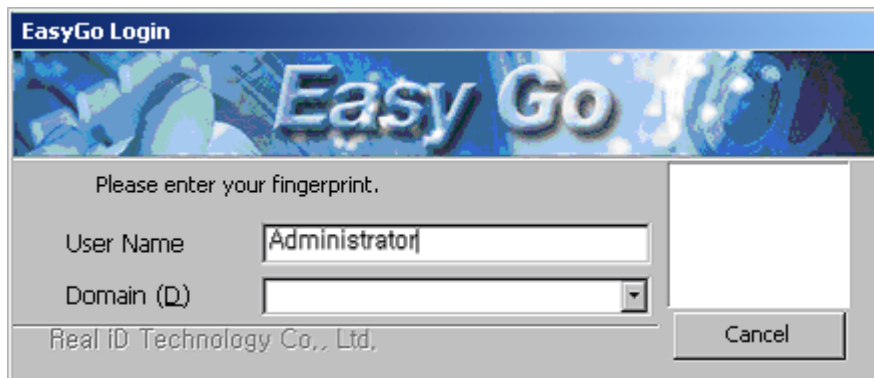 EasyGo Login
Easy Go
Please enter your fingerprint.
User Name
Administrator
Domain (D)
Real iD Technology Co,, Ltd,
Cancel